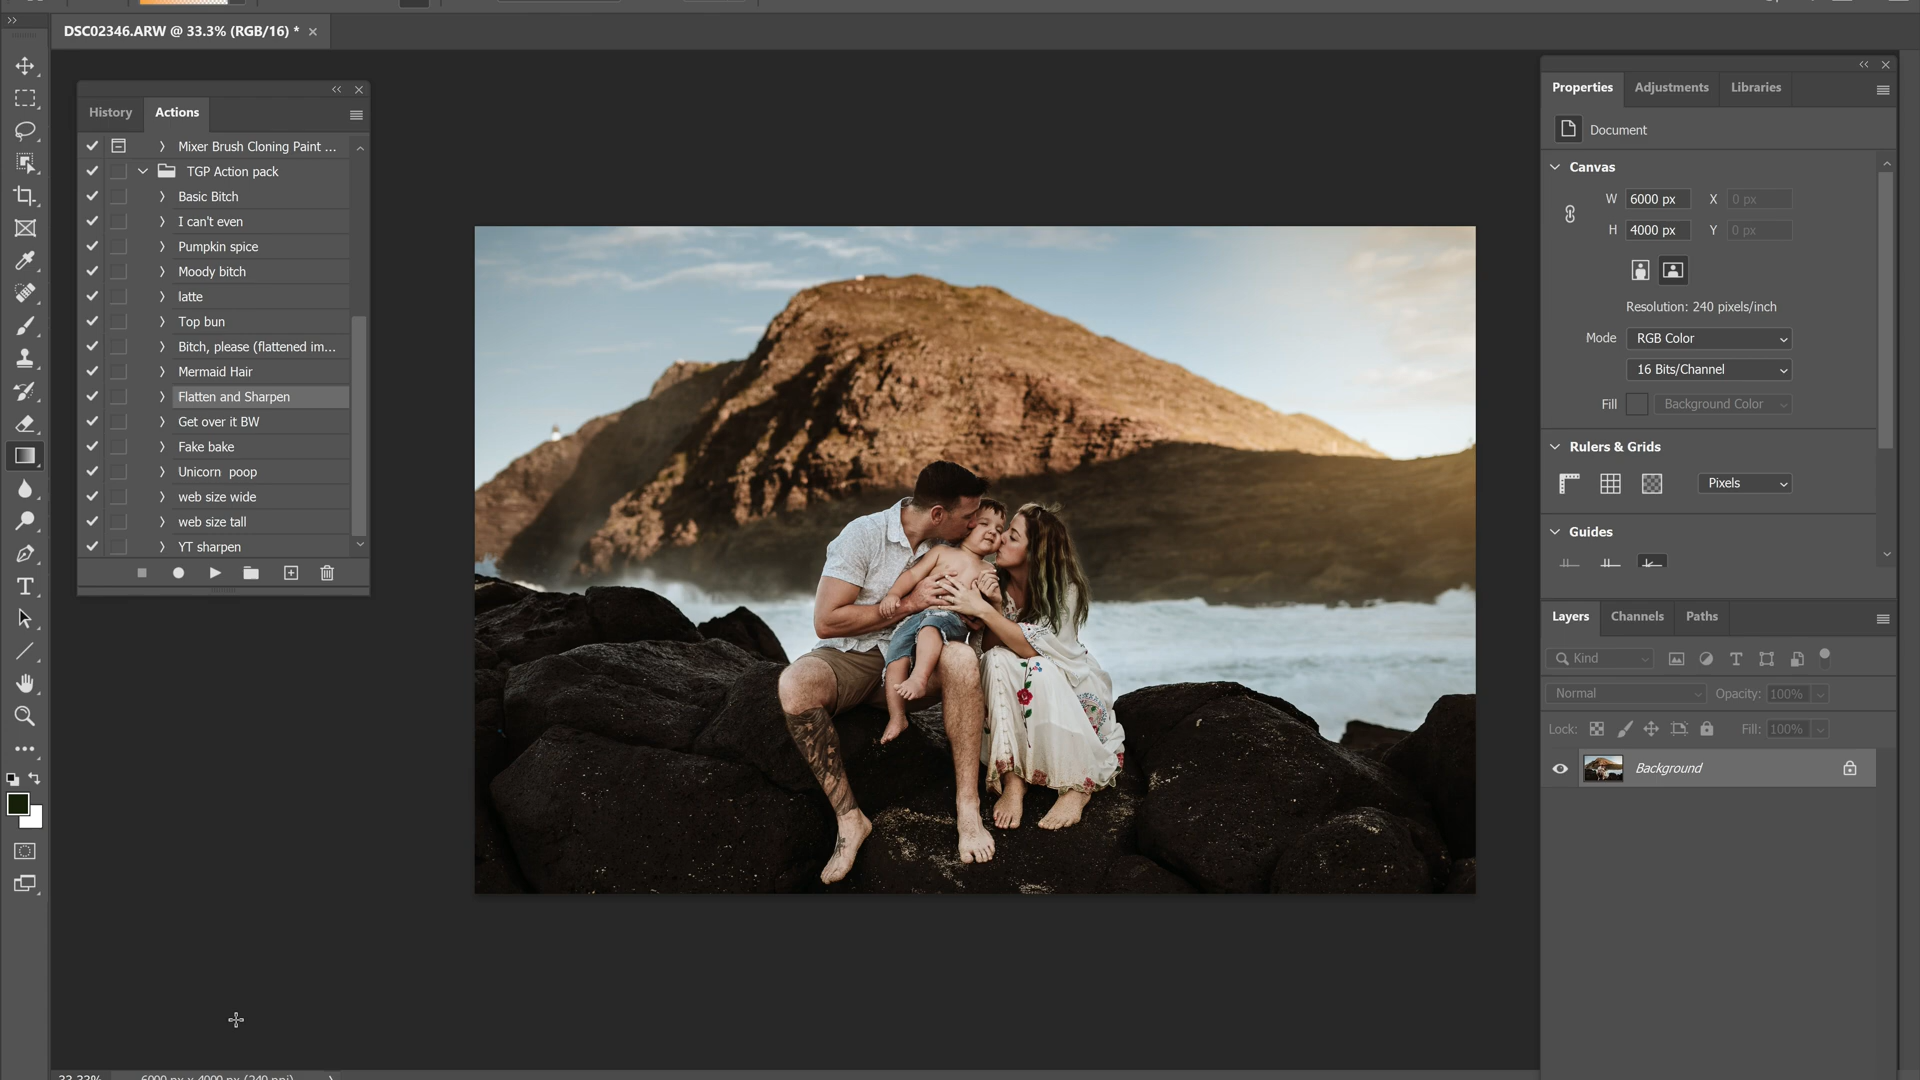 DSC02346.ARW @ 33.3% (RGB/16) *
History
Actions
Mixer Brush Cloning Paint ...
TGP Action pack
Basic Bitch
I can't even
Pumpkin spice
Moody bitch
latte
Top bun
Bitch, please (flattened im...
Mermaid Hair
Flatten and Sharpen
Get over it BW
Fake bake
Unicorn  poop
web size wide
web size tall
YT sharpen
Properties
Adjustments
Libraries
Document
Canvas
W 6000 px X 0 px
H 4000 px Y 0 px
Resolution: 240 pixels/inch
Mode RGB Color
16 Bits/Channel
Fill Background Color
Rulers & Grids
Pixels
Guides
Layers
Channels
Paths
Kind
Normal Opacity: 100%
Lock: Fill: 100%
Background
33.33% 6000 px x 4000 px (240 ppi)